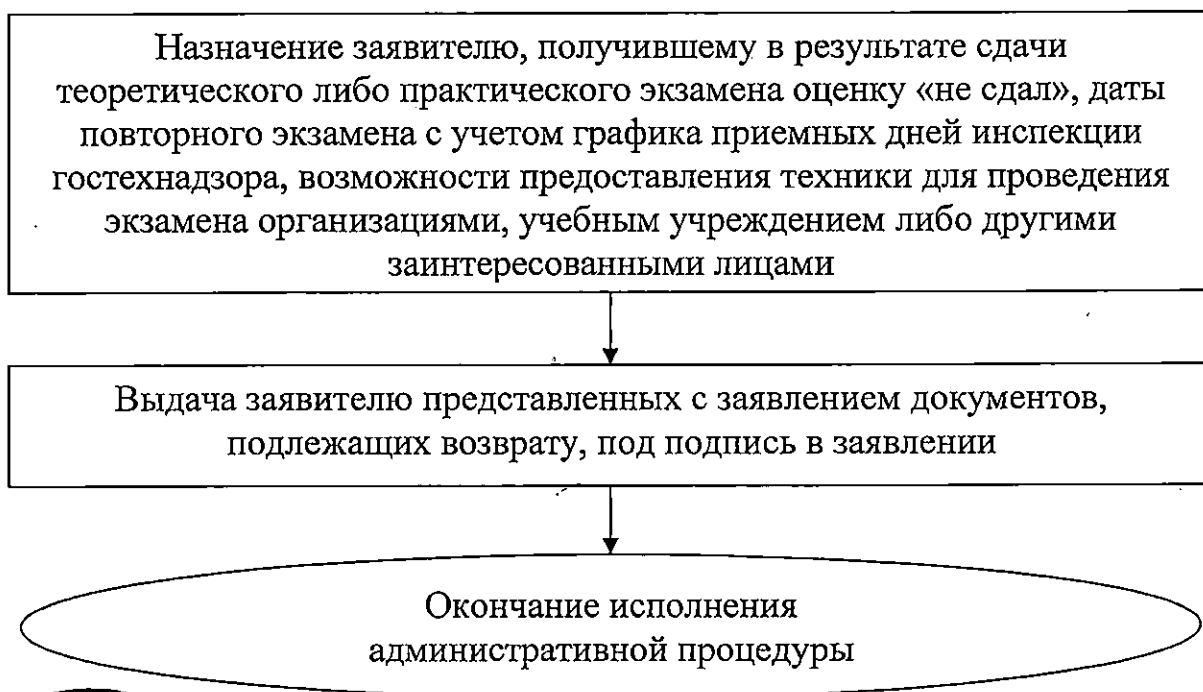 Назначение заявителю, получившему в результате сдачи
теоретического либо практического экзамена оценку «не сдал», даты
повторного экзамена с учетом графика приемных дней инспекции
гостехнадзора, возможности предоставления техники для проведения
экзамена организациями, учебным учреждением либо другими
заинтересованными лицами
Выдача заявителю представленных с заявлением документов,
подлежащих возврату, под подпись в заявлении
Окончание исполнения
административной процедуры